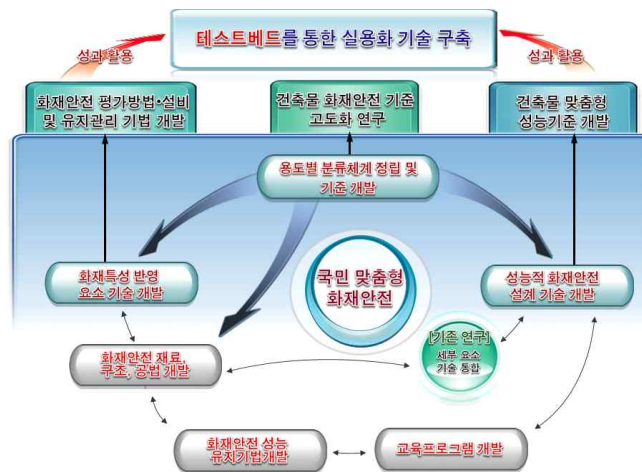 테스트베드를 통한 실용화 기술 구축
성과 활용
성과 활용
화재안전 평가방법·설비
및 유지관리 기법 개발
건축물 화재안전 기준
고도화 연구
건축물 맞춤형
성능기준 개발
용도별 분류체계 정립 및
기준 개발
화재특성 반영
요소 기술 개발
국민 맞춤형
화재안전
성능적 화재안전
설계 기술 개발
화재안전 재료,
구조, 공법 개발
[기존 연구]
세부 요소
기술 통합
화재안전 성능
유지기법개발
교육프로그램 개발